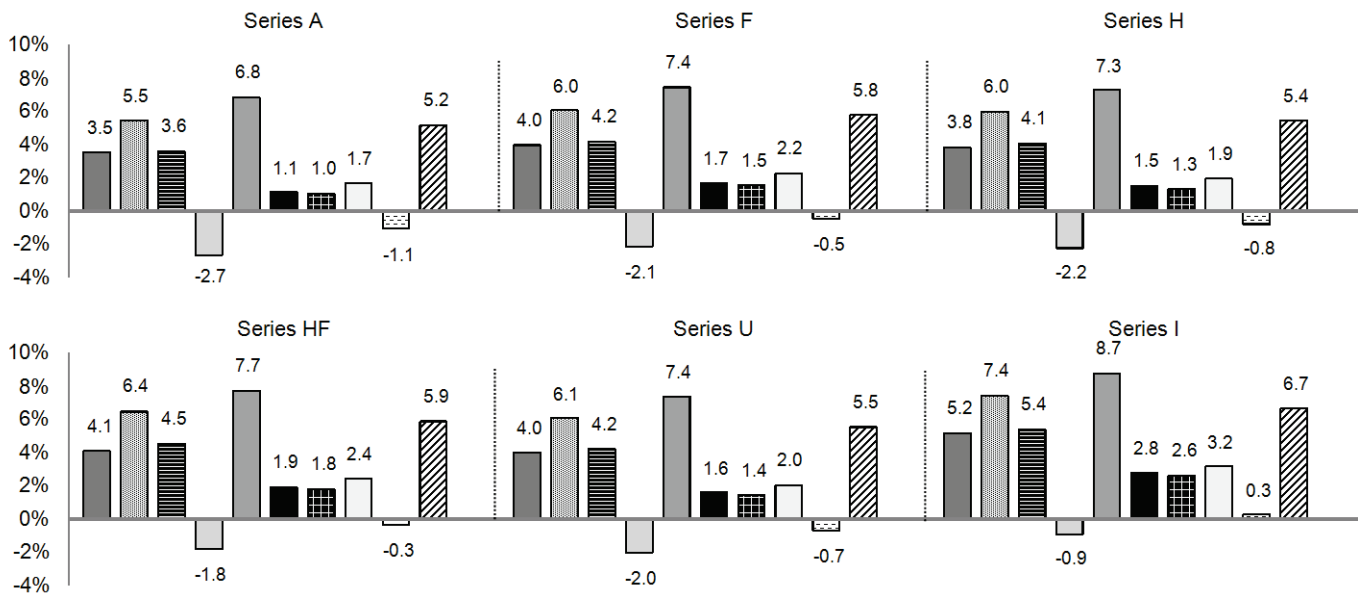 Series A Series F Series H
10%
8%
6%
4%
2%
0%
-2%
-4%
3.5 5.5 3.6 -2.7 6.8 1.1 1.0 1.7 -1.1 5.2
4.0 6.0 4.2 -2.1 7.4 1.7 1.5 2.2 -0.5 5.8
3.8 6.0 4.1 -2.2 7.3 1.5 1.3 1.9 -0.8 5.4
Series HF Series U Series I
10%
8%
6%
4%
2%
0%
-2%
-4%
4.1 6.4 4.5 -1.8 7.7 1.9 1.8 2.4 -0.3 5.9
4.0 6.1 4.2 -2.0 7.4 1.6 1.4 2.0 -0.7 5.5
5.2 7.4 5.4 -0.9 8.7 2.8 2.6 3.2 0.3 6.7